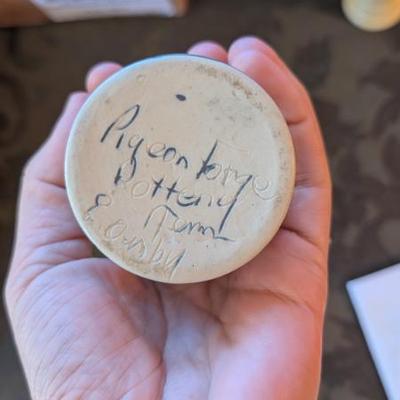 Pigeon Forge
Pottery
Tenn
E Ownby